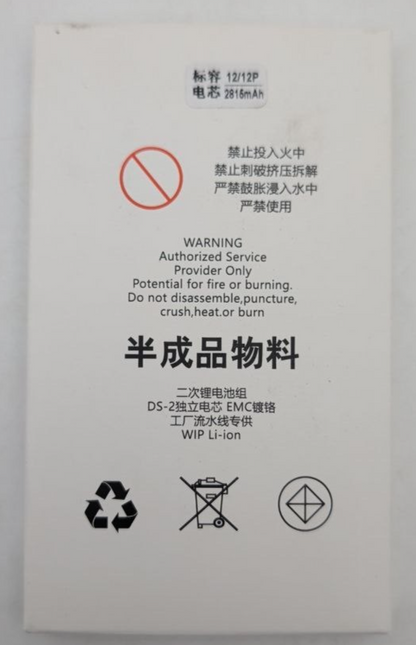 标容 12/12P
电芯 2815mAh
禁止投入火中
禁止刺破挤压拆解
严禁鼓胀浸入水中
严禁使用
WARNING
Authorized Service
Provider Only
Potential for fire or burning.
Do not disassemble,puncture,
crush,heat.or burn
半成品物料
二次锂电池组
DS-2独立电芯 EMC镀铬
工厂流水线专供
WIP Li-ion